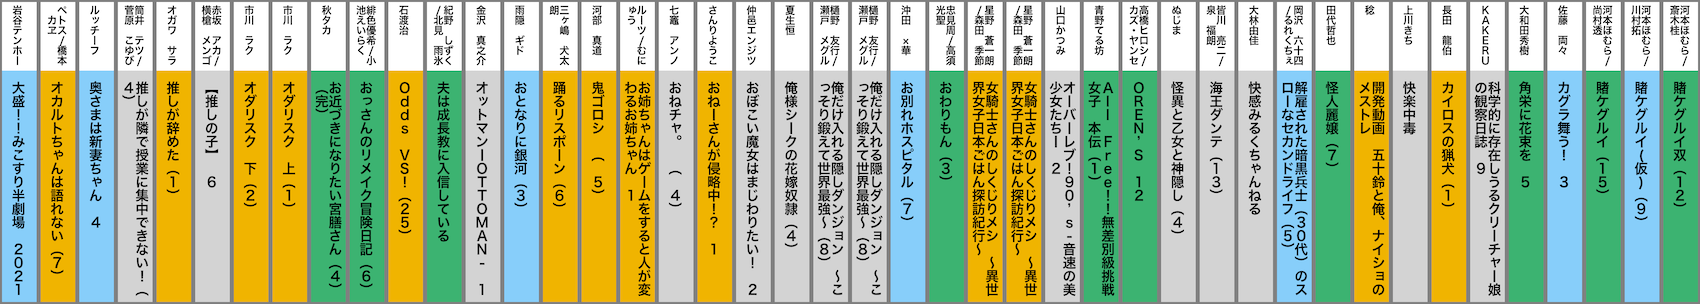 岩谷テンホー
大盛！！みこすり半劇場 2021
ペトス/橋本
カヱ
オカルトちゃんは語れない（7）
ルッチーフ
奥さまは新妻ちゃん 4
筒井 テツ/
菅原 こゆび
推しが隣で授業に集中できない！（
4）
オガワ サラ
推しが辞めた（1）
赤坂 アカ/
横槍 メンゴ
【推しの子】 6
市川 ラク
オダリスク 下（2）
市川 ラク
オダリスク 上（1）
秋タカ
お近づきになりたい宮膳さん（4）
（完）
緋色優希/小
池えいらく
おっさんのリメイク冒険日記（6）
石渡治
Odds VS!（25）
紀野 しずく
/北見 雨氷
夫は成長教に入信している
金沢 真之介
オットマン－OTTOMAN－ 1
雨隠 ギド
おとなりに銀河（3）
三ヶ嶋 犬太
朗
踊るリスポーン（6）
河部 真道
鬼ゴロシ （ 5）
ルーツ/むに
ゅう
お姉ちゃんはゲームをすると人が変
わるお姉ちゃん 1
七竈 アンノ
おねチャ。 （ 4）
さんりようこ
おねーさんが侵略中！？ 1
仲邑エンジツ
おぼこい魔女はまじわりたい！ 2
夏生恒
俺様シークの花嫁奴隷（4）
樋野 友行/
瀬戸 メグル
俺だけ入れる隠しダンジョン ～こ
っそり鍛えて世界最強～（8）
樋野 友行/
瀬戸 メグル
俺だけ入れる隠しダンジョン ～こ
っそり鍛えて世界最強～（8）
沖田 ×華
お別れホスピタル（7）
忠見周/高須
光聖
おわりもん（3）
星野 蒼一朗
/森田 季節
女騎士さんのしくじりメシ ～異世
界女子日本ごはん探訪紀行～
星野 蒼一朗
/森田 季節
女騎士さんのしくじりメシ ～異世
界女子日本ごはん探訪紀行～
山口かつみ
オーバーレブ！90's-音速の美
少女たち－ 2
青野てる坊
All Free！！無差別級挑戦
女子 本伝（1）
高橋ヒロシ/
カズ・ヤンセ
OREN'S 12
ぬじま
怪異と乙女と神隠し（4）
皆川 亮二/
泉 福朗
海王ダンテ（13）
大林由佳
快感みるくちゃんねる
岡沢 六十四
/るれくちぇ
解雇された暗黒兵士（30代）のス
ローなセカンドライフ（5）
田代哲也
怪人麗嬢（7）
稔
開発動画 五十鈴と俺、ナイショの
メストレ
上川きち
快楽中毒
長田 龍伯
カイロスの猟犬（1）
KAKERU
科学的に存在しうるクリーチャー娘
の観察日誌 9
大和田秀樹
角栄に花束を 5
佐藤 両々
カグラ舞う！ 3
河本ほむら/
尚村透
賭ケグルイ（15）
河本ほむら/
川村拓
賭ケグルイ(仮)（9）
河本ほむら/
斎木桂
賭ケグルイ双（12）